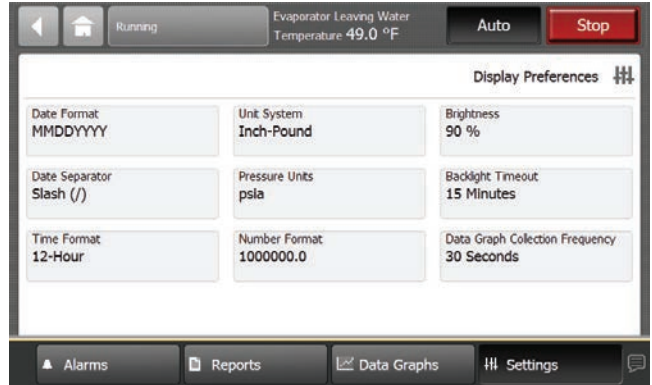 Running
Evaporator Leaving Water
Temperature 49.0 °F
Auto
Stop
Display Preferences
Date Format
MMDDYYYY
Unit System
Inch-Pound
Brightness
90 %
Date Separator
Slash (/)
Pressure Units
psia
Backlight Timeout
15 Minutes
Time Format
12-Hour
Number Format
1000000.0
Data Graph Colection Frequency
30 Seconds
Alarms
Reports
Data Graphs
Settings